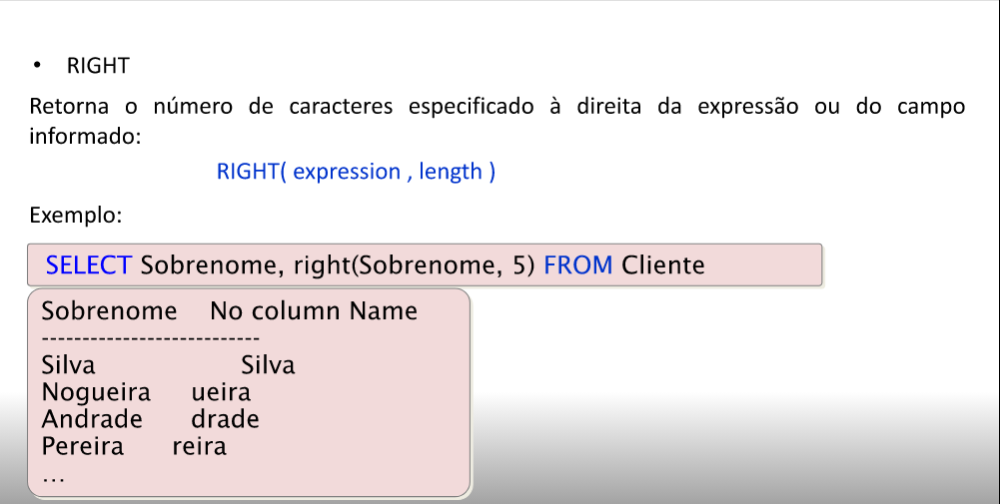 • RIGHT
Retorna o número de caracteres especificado à direita da expressão ou do campo
informado:
RIGHT( expression , length )
Exemplo:
SELECT Sobrenome, right(Sobrenome, 5) FROM Cliente
Sobrenome No column Name
---------------------------
Silva Silva
Nogueira ueira
Andrade drade
Pereira reira
...